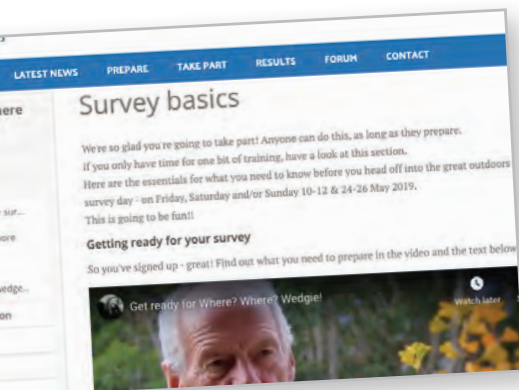 LATEST NEWS PREPARE TAKE PART RESULTS FORUM CONTACT
ere
Survey basics
We're so glad you're going to take part! Anyone can do this, as long as they prepare.
If you only have time for one bit of training, have a look at this section.
Here are the essentials for what you need to know before you head off into the great outdoors
survey day - on Friday, Saturday and/or Sunday 10-12 & 24-26 May 2019.
This is going to be fun!!
Getting ready for your survey
So you've signed up - great! Find out what you need to prepare in the video and the text below
sur...
ore
edge...
on
Get ready for Where? Where? Wedgie!
Watch later